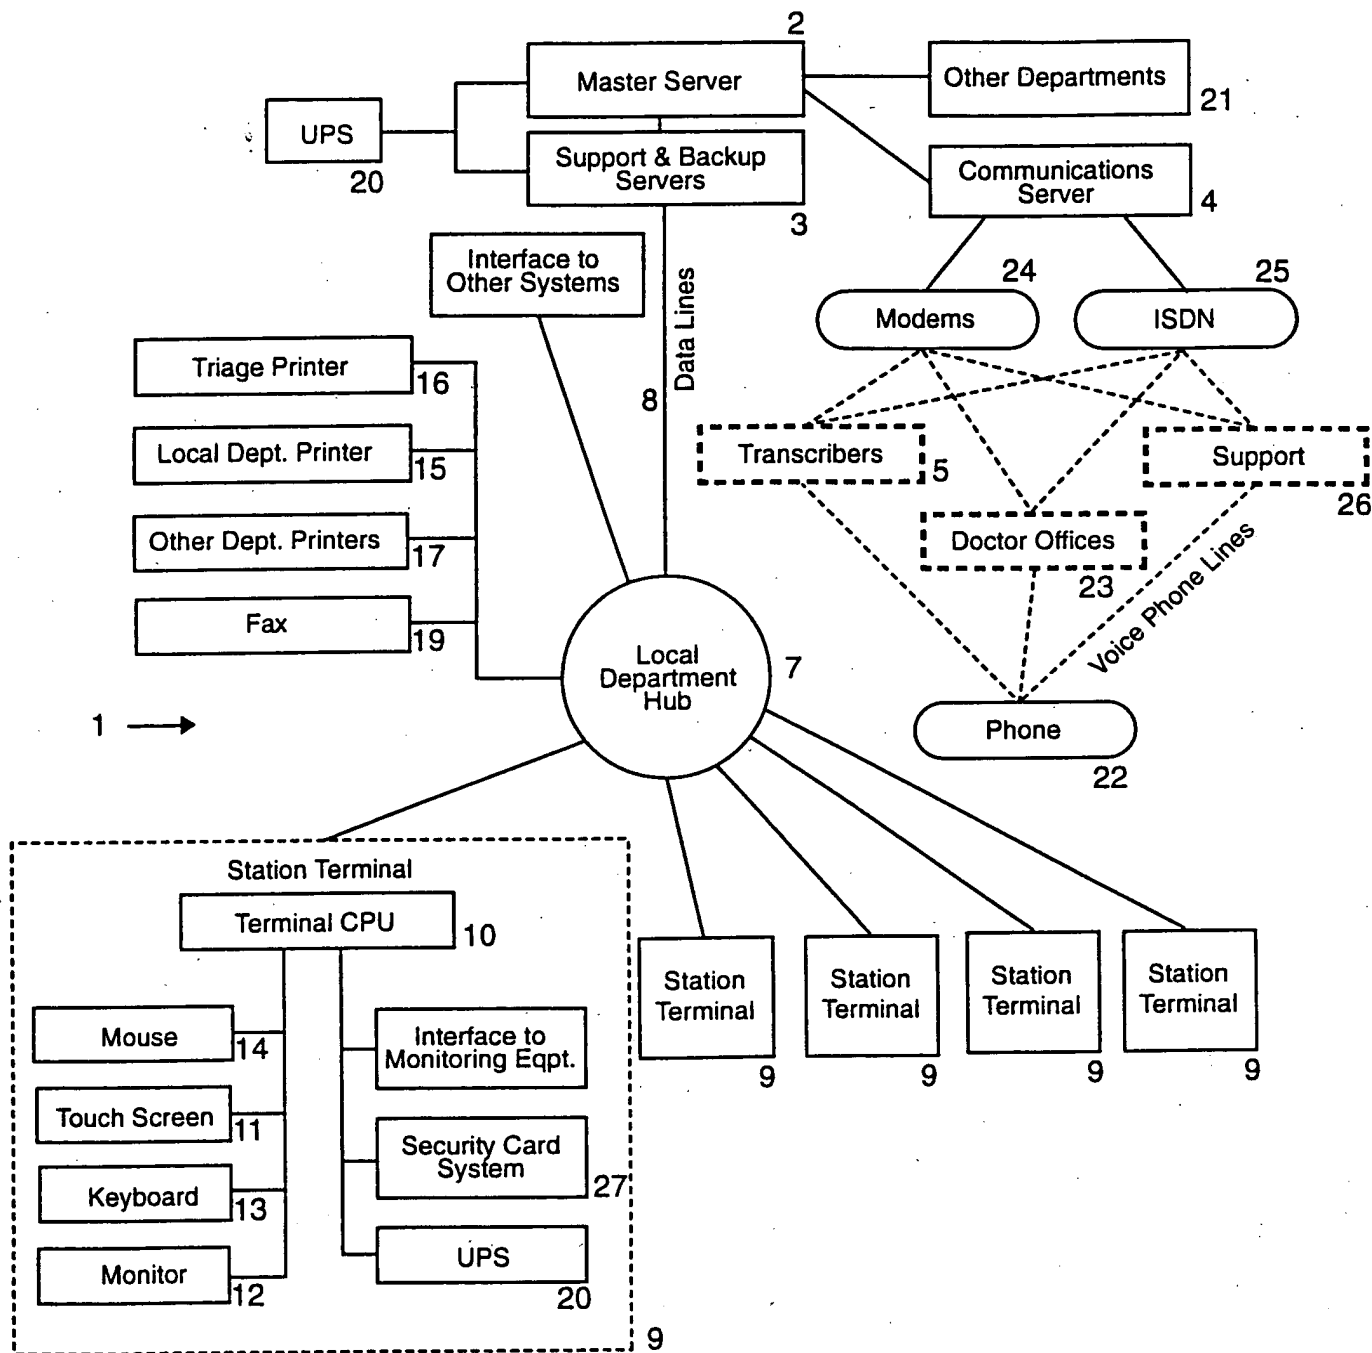 2
Master Server
Other Departments
21
UPS
20
Support & Backup
Servers
3
Communications
Server
4
Interface to
Other Systems
Data Lines
8
24
25
Modems
ISDN
Triage Printer
16
Local Dept. Printer
15
Other Dept. Printers
17
Fax
19
Transcribers
5
Support
26
Doctor Offices
23
Voice Phone Lines
Local
Department
Hub
7
Phone
22
1
Station Terminal
Terminal CPU
10
Mouse
14
Touch Screen
11
Keyboard
13
Monitor
12
Interface to
Monitoring Eqpt.
Security Card
System
27
UPS
20
9
Station
Terminal
9
Station
Terminal
9
Station
Terminal
9
Station
Terminal
9